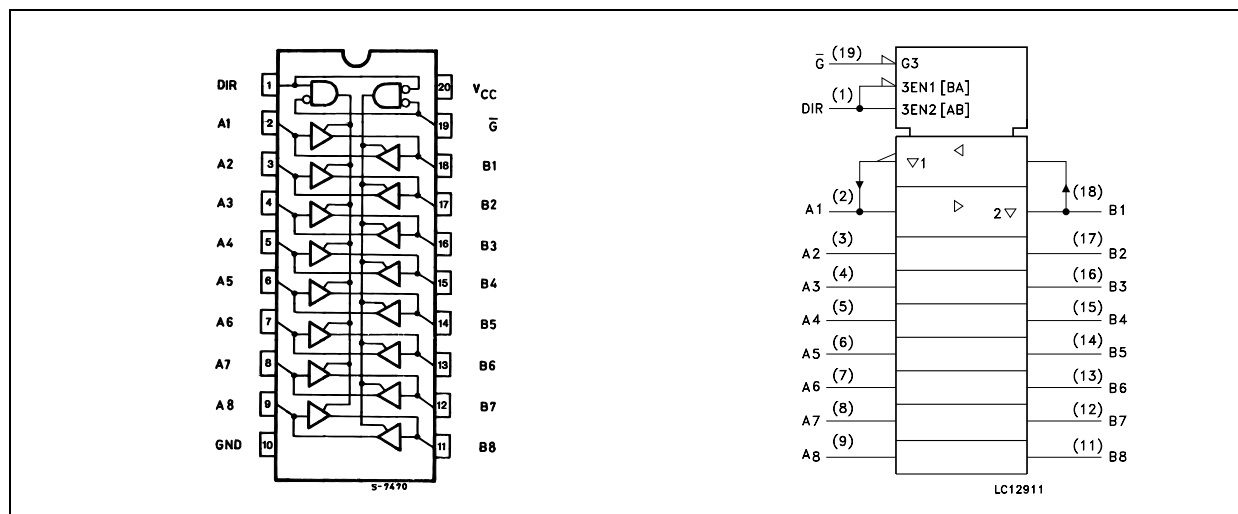 DIR 1 20 VCC
A1 2 19 G̅
A2 3 18 B1
A3 4 17 B2
A4 5 16 B3
A5 6 15 B4
A6 7 14 B5
A7 8 13 B6
A8 9 12 B7
GND 10 11 B8
S-7470
G̅ (19) G3
3EN1 [BA]
DIR (1) 3EN2 [AB]
▽1 ◁
A1 (2) ▷ 2▽ (18) B1
A2 (3) (17) B2
A3 (4) (16) B3
A4 (5) (15) B4
A5 (6) (14) B5
A6 (7) (13) B6
A7 (8) (12) B7
A8 (9) (11) B8
LC12911